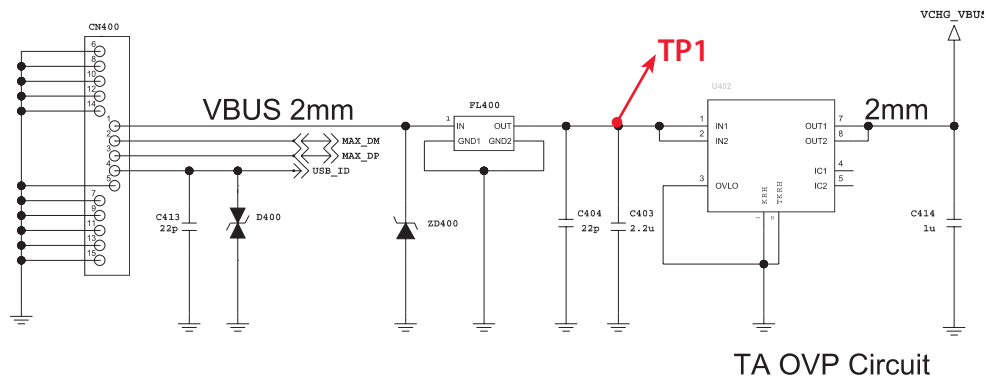 VCHG_VBUS
CN400
TP1
6
8
10
12
14
1
2
3
4
5
7
9
11
13
15
VBUS 2mm
MAX_DM
MAX_DP
USB_ID
C413
22p
D400
ZD400
FL400
1 IN OUT
GND1 GND2
C404
22p
C403
2.2u
U402
1 IN1 OUT1 7
2 IN2 OUT2 8
3 OVLO
IC1 4
IC2 5
2mm
C414
1u
TA OVP Circuit